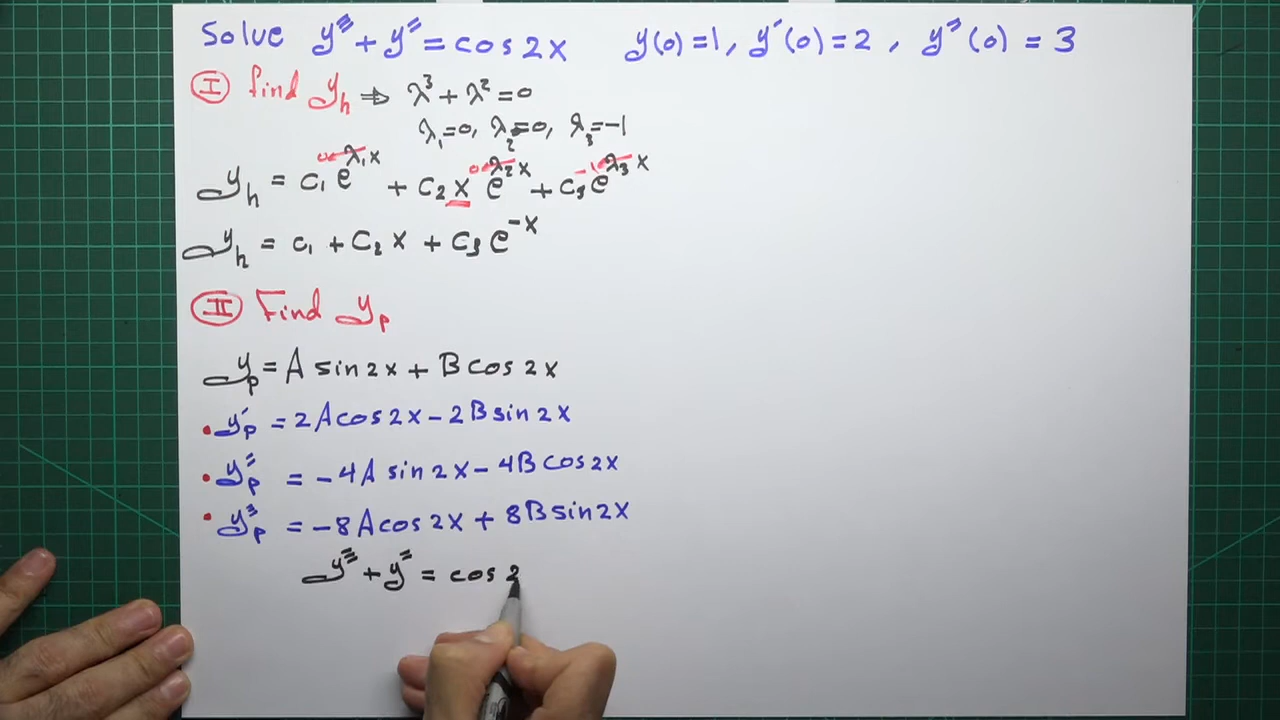 Solve y''' + y'' = cos 2x y(0) = 1, y'(0) = 2, y''(0) = 3
I find yₕ ⇒ λ³ + λ² = 0
λ₁ = 0, λ₂ = 0, λ₃ = -1
yₕ = c₁ e^(λ₁x) + c₂ x e^(λ₂x) + c₃ e^(λ₃x)
0 0 -1
yₕ = c₁ + c₂ x + c₃ e^(-x)
II Find yₚ
yₚ = A sin 2x + B cos 2x
• y'ₚ = 2A cos 2x - 2B sin 2x
• y''ₚ = -4A sin 2x - 4B cos 2x
• y'''ₚ = -8A cos 2x + 8B sin 2x
y''' + y'' = cos 2